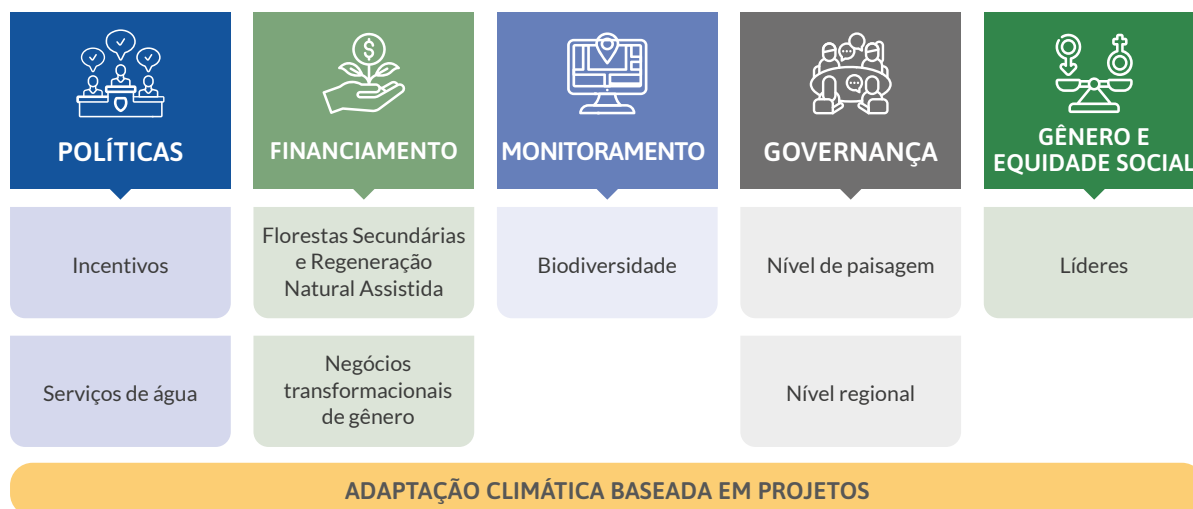 POLÍTICAS
FINANCIAMENTO
MONITORAMENTO
GOVERNANÇA
GÊNERO E
EQUIDADE SOCIAL
Incentivos
Florestas Secundárias
e Regeneração
Natural Assistida
Biodiversidade
Nível de paisagem
Líderes
Serviços de água
Negócios
transformacionais
de gênero
Nível regional
ADAPTAÇÃO CLIMÁTICA BASEADA EM PROJETOS